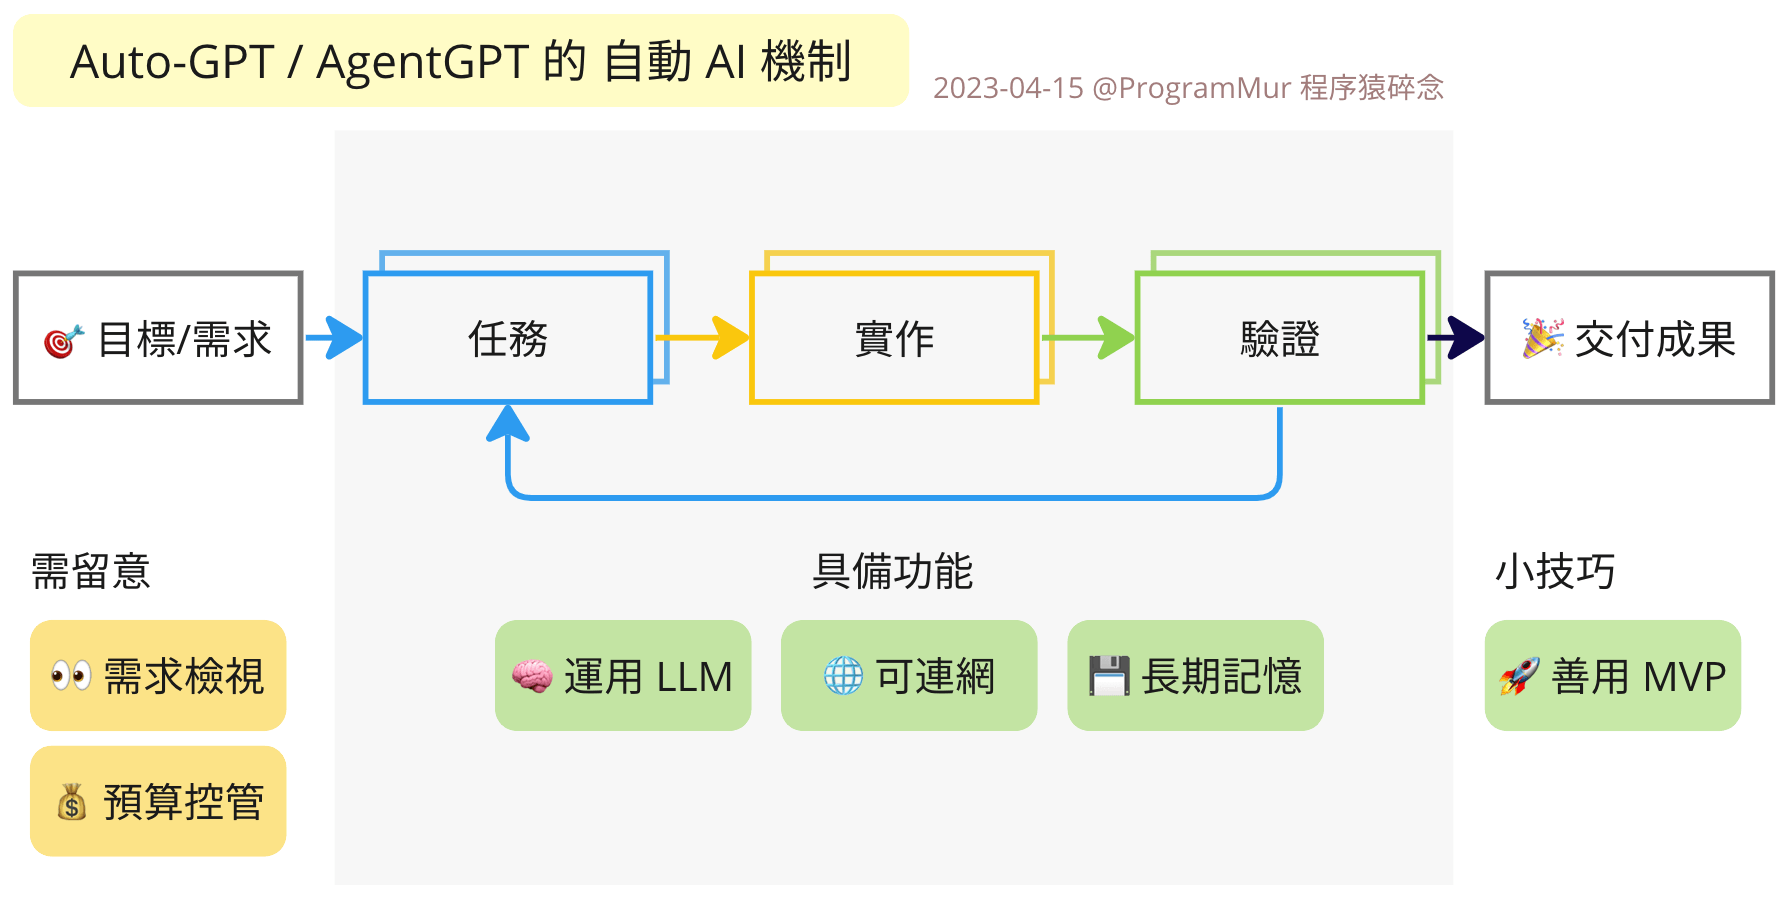 Auto-GPT / AgentGPT 的 自動 AI 機制
2023-04-15 @ProgramMur 程序猿碎念
🎯 目標/需求
任務
實作
驗證
🎉 交付成果
需留意
👀 需求檢視
💰 預算控管
具備功能
🧠 運用 LLM
🌐 可連網
💾 長期記憶
小技巧
🚀 善用 MVP